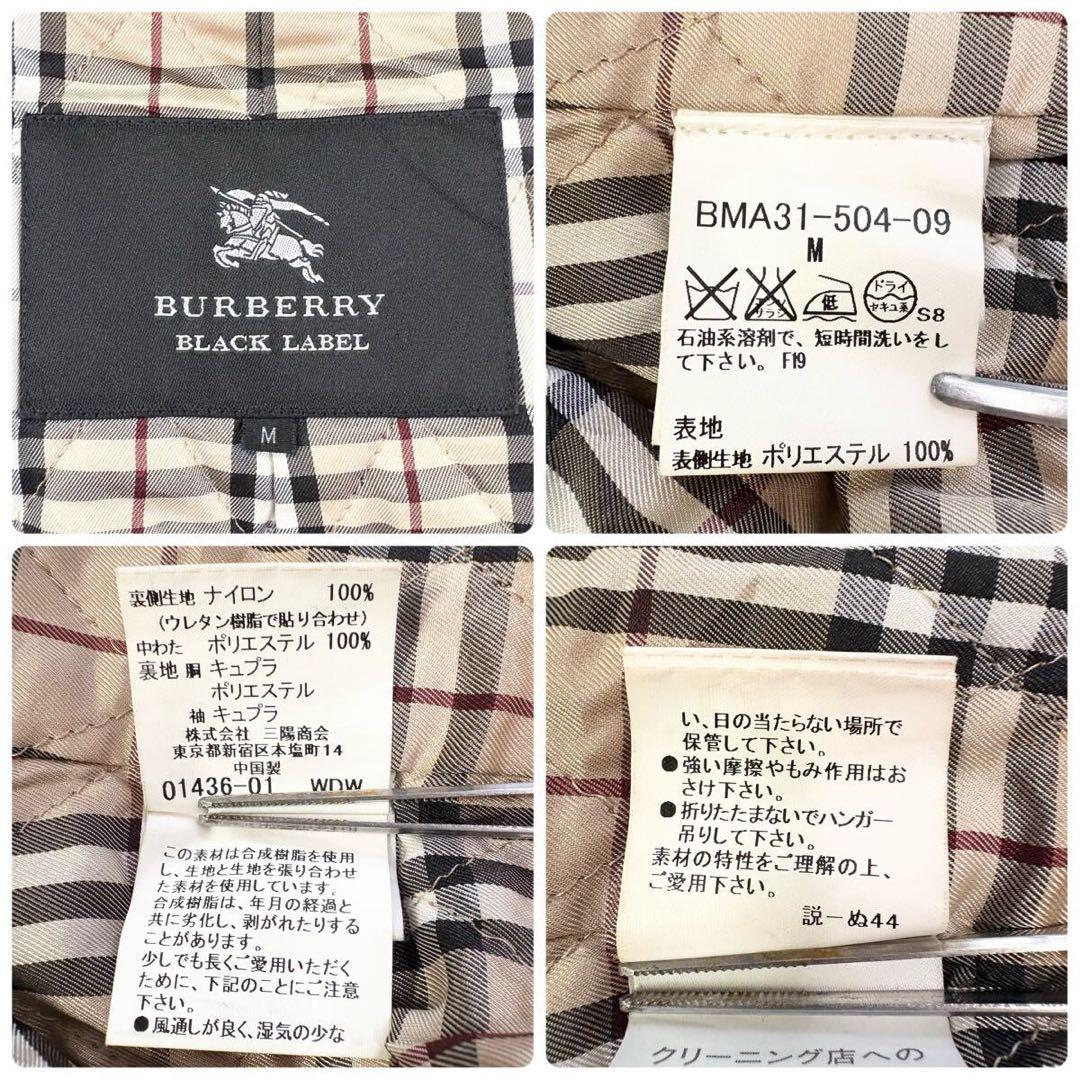 BURBERRY
BLACK LABEL
M
BMA31-504-09
M
低
ドライ
セキユ系
S8
石油系溶剤で、短時間洗いをし
て下さい。 F19
表地
表側生地 ポリエステル 100%
裏側生地 ナイロン 100%
(ウレタン樹脂で貼り合わせ)
中わた ポリエステル 100%
裏地 胴 キュプラ
ポリエステル
袖 キュプラ
株式会社 三陽商会
東京都新宿区本塩町14
中国製
01436-01 WDW
この素材は合成樹脂を使用
し、生地と生地を張り合わせ
た素材を使用しています。
合成樹脂は、年月の経過と
共に劣化し、剥がれたりする
ことがあります。
少しでも長くご愛用いただく
ために、下記のことにご注意
下さい。
●風通しが良く、湿気の少な
い、日の当たらない場所で
保管して下さい。
●強い摩擦やもみ作用はお
さけ下さい。
●折りたたまないでハンガー
吊りして下さい。
素材の特性をご理解の上、
ご愛用下さい。
説ーぬ44
クリーニング店への